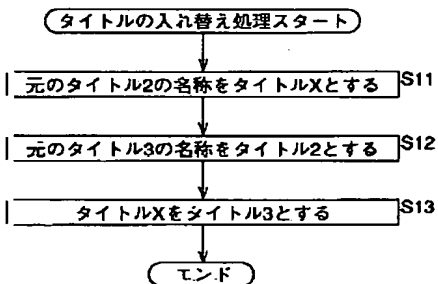 タイトルの入れ替え処理スタート
元のタイトル2の名称をタイトルXとする
S11
元のタイトル3の名称をタイトル2とする
S12
タイトルXをタイトル3とする
S13
エンド